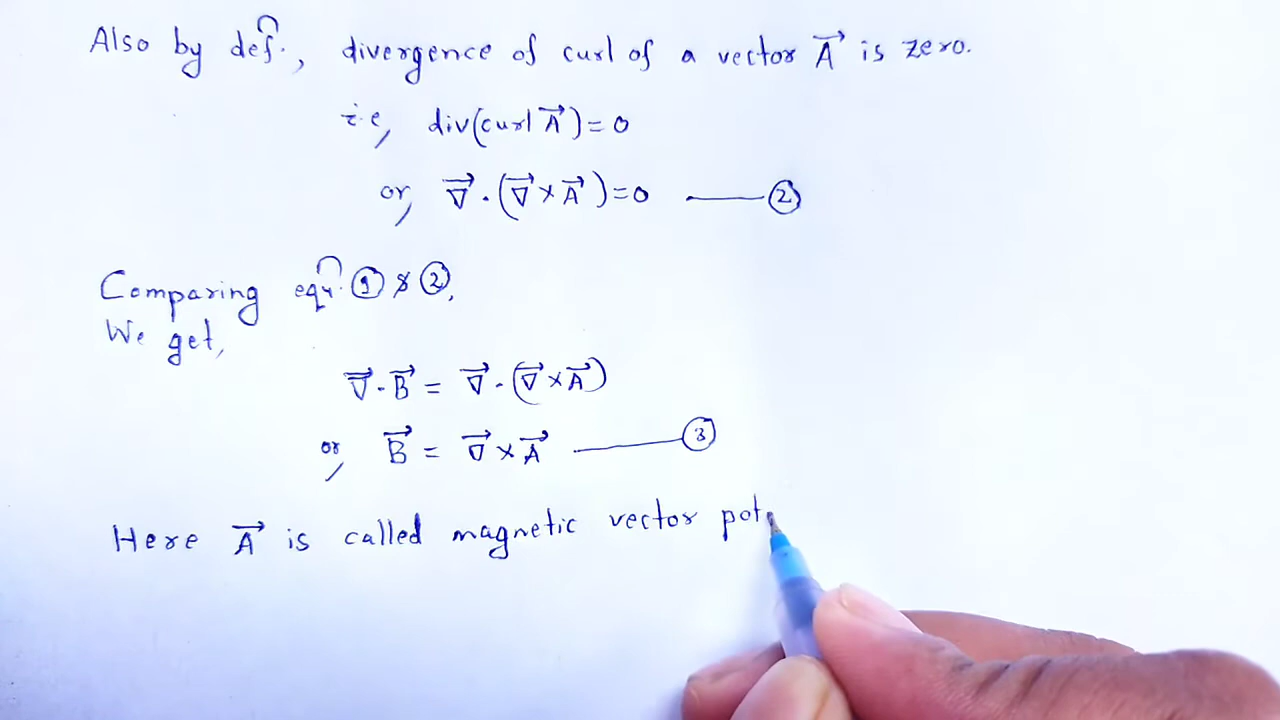 Also by defⁿ., divergence of curl of a vector A⃗ is zero.
i.e, div(curl A⃗)=0
or, ∇⃗·(∇⃗×A⃗)=0 —— ②
Comparing eqⁿ. ① & ②,
We get,
∇⃗·B⃗ = ∇⃗·(∇⃗×A⃗)
or, B⃗ = ∇⃗×A⃗ —— ③
Here A⃗ is called magnetic vector pot